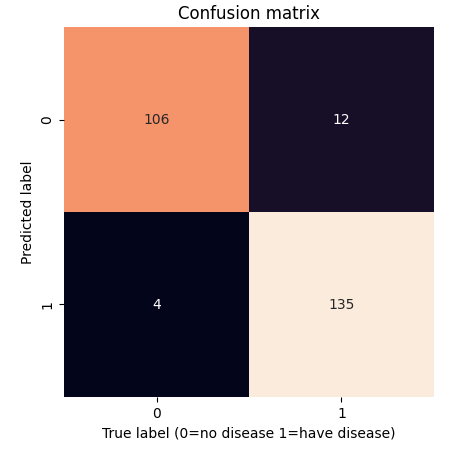 Confusion matrix
Predicted label
0
106
12
1
4
135
0
1
True label (0=no disease 1=have disease)